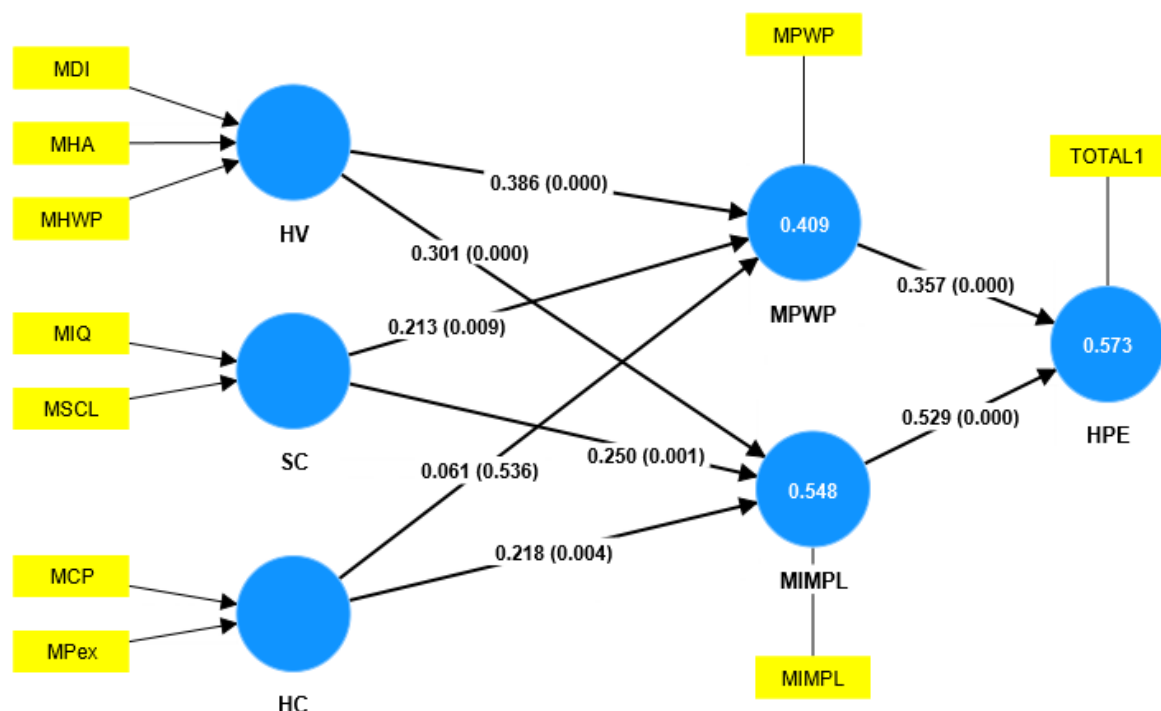 MPWP
MDI
MHA
MHWP
HV
TOTAL1
0.386 (0.000)
0.409
0.301 (0.000)
0.357 (0.000)
MPWP
MIQ
MSCL
SC
0.213 (0.009)
0.573
HPE
0.529 (0.000)
0.250 (0.001)
0.061 (0.536)
0.548
0.218 (0.004)
MCP
MPex
HC
MIMPL
MIMPL